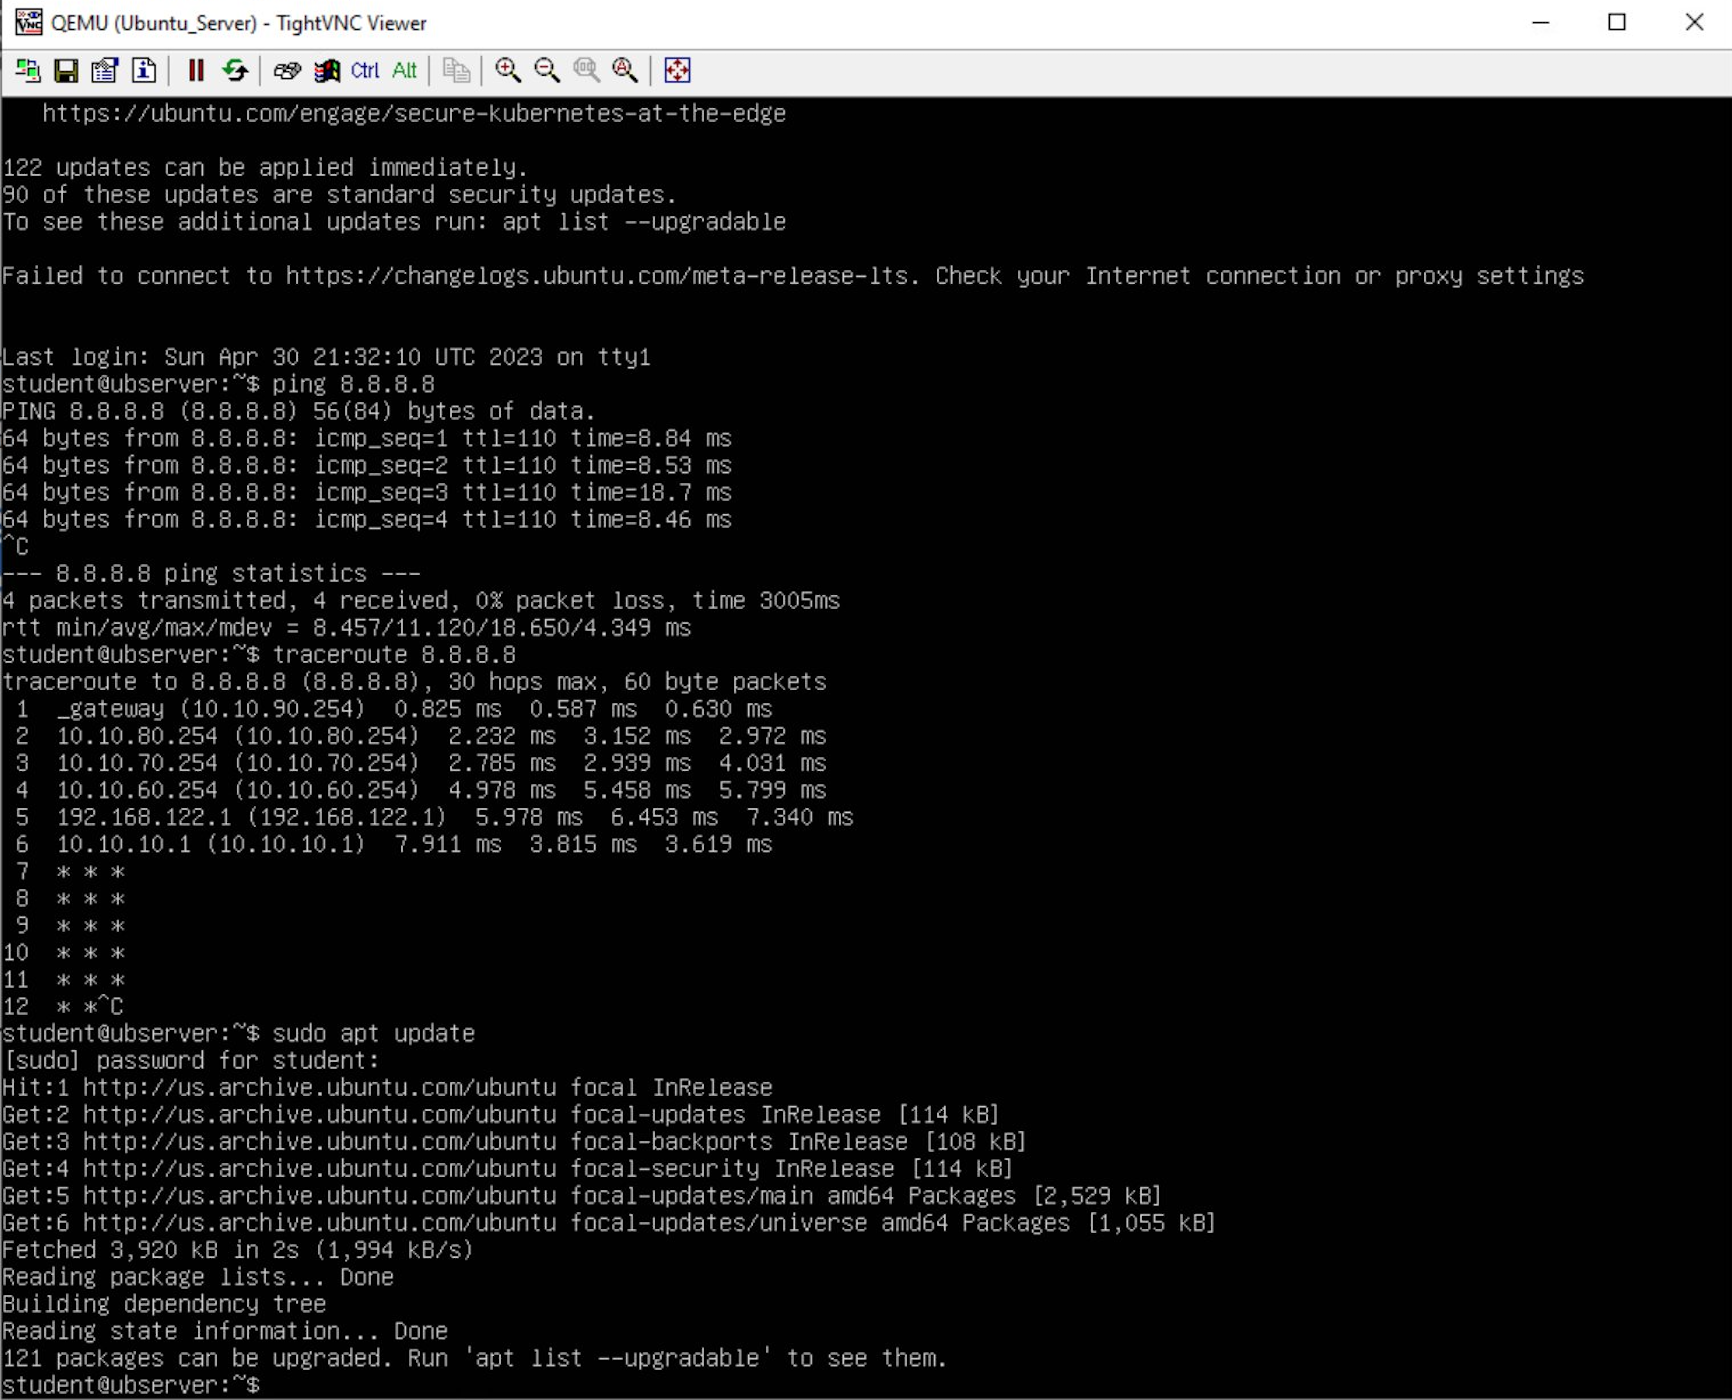 QEMU (Ubuntu_Server) - TightVNC Viewer
Ctrl Alt
https://ubuntu.com/engage/secure-kubernetes-at-the-edge
122 updates can be applied immediately.
90 of these updates are standard security updates.
To see these additional updates run: apt list --upgradable
Failed to connect to https://changelogs.ubuntu.com/meta-release-lts. Check your Internet connection or proxy settings
Last login: Sun Apr 30 21:32:10 UTC 2023 on tty1
student@ubserver:~$ ping 8.8.8.8
PING 8.8.8.8 (8.8.8.8) 56(84) bytes of data.
64 bytes from 8.8.8.8: icmp_seq=1 ttl=110 time=8.84 ms
64 bytes from 8.8.8.8: icmp_seq=2 ttl=110 time=8.53 ms
64 bytes from 8.8.8.8: icmp_seq=3 ttl=110 time=18.7 ms
64 bytes from 8.8.8.8: icmp_seq=4 ttl=110 time=8.46 ms
^C
--- 8.8.8.8 ping statistics ---
4 packets transmitted, 4 received, 0% packet loss, time 3005ms
rtt min/avg/max/mdev = 8.457/11.120/18.650/4.349 ms
student@ubserver:~$ traceroute 8.8.8.8
traceroute to 8.8.8.8 (8.8.8.8), 30 hops max, 60 byte packets
1 _gateway (10.10.90.254) 0.825 ms 0.587 ms 0.630 ms
2 10.10.80.254 (10.10.80.254) 2.232 ms 3.152 ms 2.972 ms
3 10.10.70.254 (10.10.70.254) 2.785 ms 2.939 ms 4.031 ms
4 10.10.60.254 (10.10.60.254) 4.978 ms 5.458 ms 5.799 ms
5 192.168.122.1 (192.168.122.1) 5.978 ms 6.453 ms 7.340 ms
6 10.10.10.1 (10.10.10.1) 7.911 ms 3.815 ms 3.619 ms
7 * * *
8 * * *
9 * * *
10 * * *
11 * * *
12 * *^C
student@ubserver:~$ sudo apt update
[sudo] password for student:
Hit:1 http://us.archive.ubuntu.com/ubuntu focal InRelease
Get:2 http://us.archive.ubuntu.com/ubuntu focal-updates InRelease [114 kB]
Get:3 http://us.archive.ubuntu.com/ubuntu focal-backports InRelease [108 kB]
Get:4 http://us.archive.ubuntu.com/ubuntu focal-security InRelease [114 kB]
Get:5 http://us.archive.ubuntu.com/ubuntu focal-updates/main amd64 Packages [2,529 kB]
Get:6 http://us.archive.ubuntu.com/ubuntu focal-updates/universe amd64 Packages [1,055 kB]
Fetched 3,920 kB in 2s (1,994 kB/s)
Reading package lists... Done
Building dependency tree
Reading state information... Done
121 packages can be upgraded. Run 'apt list --upgradable' to see them.
student@ubserver:~$